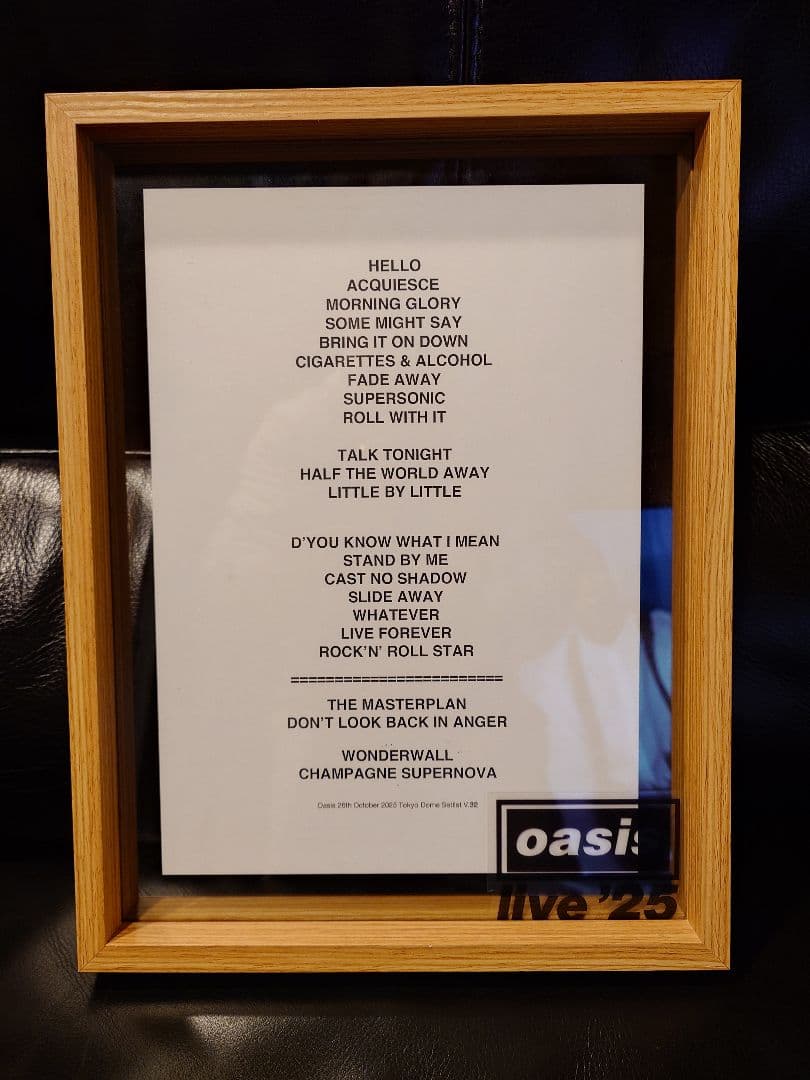 HELLO
ACQUIESCE
MORNING GLORY
SOME MIGHT SAY
BRING IT ON DOWN
CIGARETTES & ALCOHOL
FADE AWAY
SUPERSONIC
ROLL WITH IT
TALK TONIGHT
HALF THE WORLD AWAY
LITTLE BY LITTLE
D'YOU KNOW WHAT I MEAN
STAND BY ME
CAST NO SHADOW
SLIDE AWAY
WHATEVER
LIVE FOREVER
ROCK'N' ROLL STAR
========================
THE MASTERPLAN
DON'T LOOK BACK IN ANGER
WONDERWALL
CHAMPAGNE SUPERNOVA
Oasis 26th October 2025 Tokyo Dome Setlist V.32
oasis
live '25